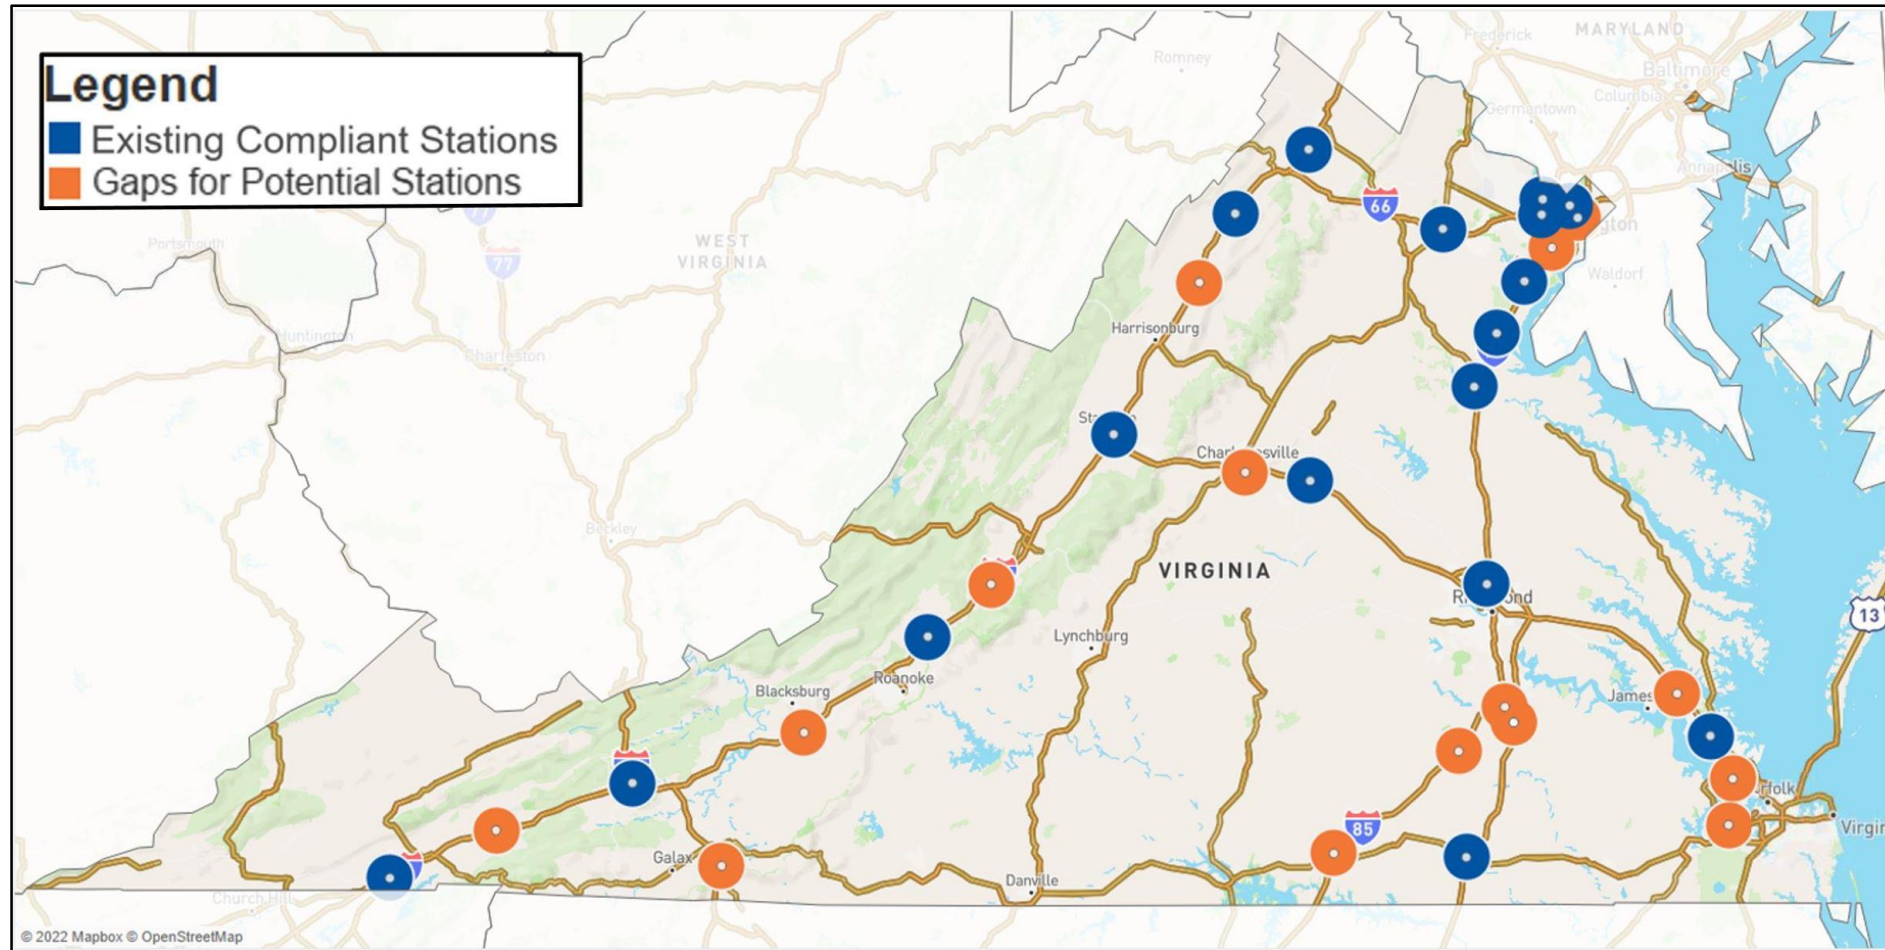 Legend
Existing Compliant Stations
Gaps for Potential Stations
Romney
Frederick
MARYLAND
Baltimore
Columbia
Germantown
Annapolis
77
66
Portsmouth
77
WEST
VIRGINIA
Waldorf
Huntington
Charleston
Harrisonburg
Beckley
VIRGINIA
13
Lynchburg
Roanoke
Blacksburg
James
85
Galax
Danville
Church Hill
© 2022 Mapbox © OpenStreetMap